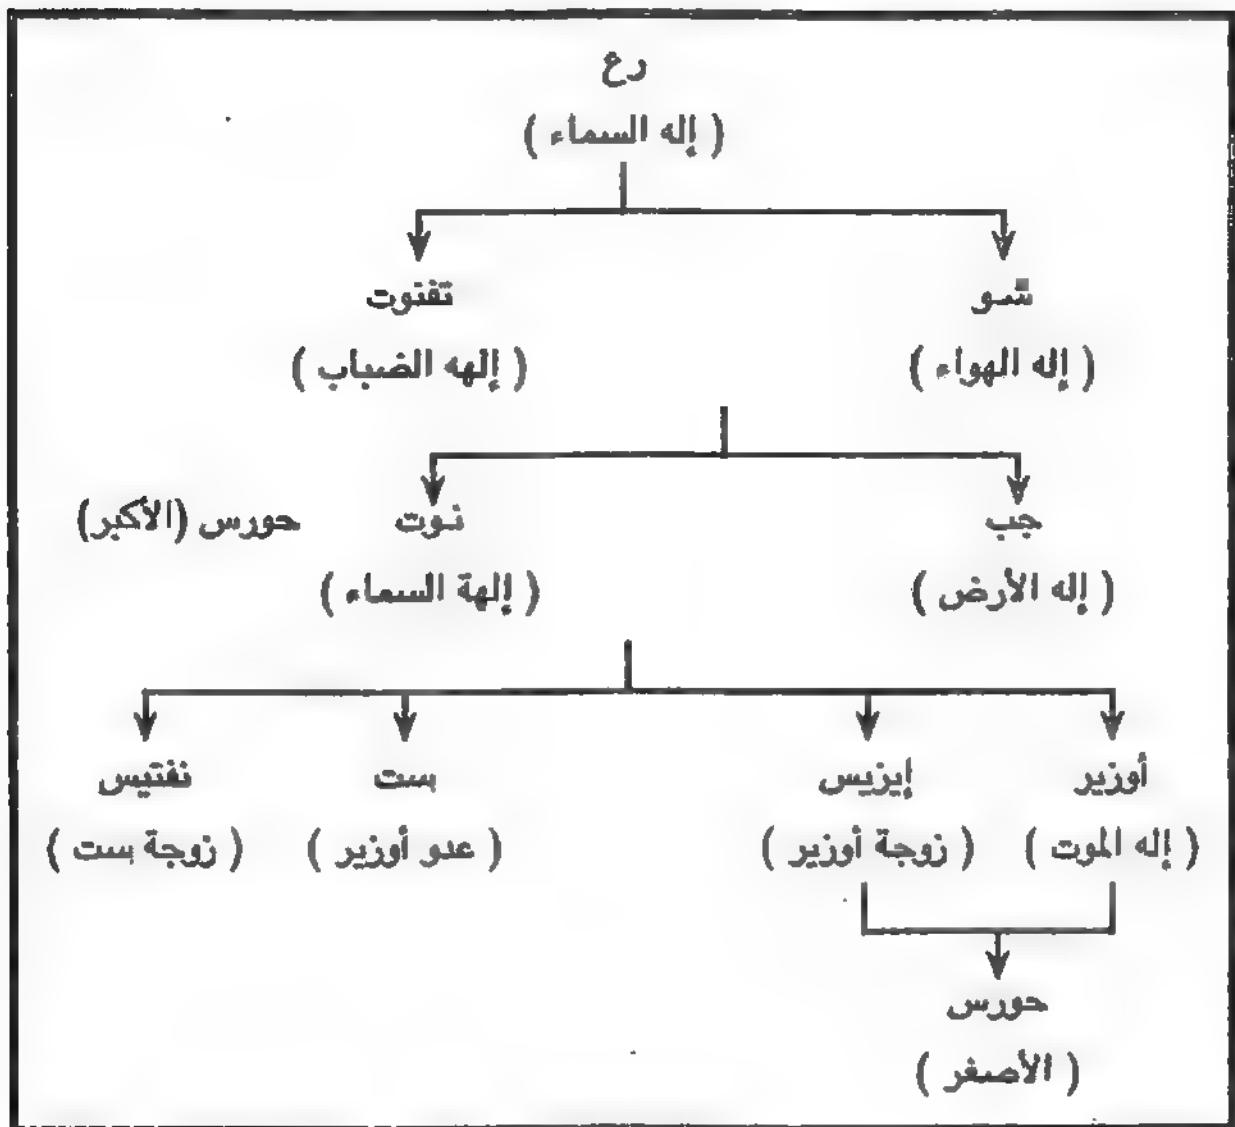 رع
( إله السماء )
شو تفنوت
( إله الهواء ) ( إلهه الضباب )
جب نوت حورس (الأكبر)
( إله الأرض ) ( إلهة السماء )
أوزير إيزيس ست نفتيس
( إله الموت ) ( زوجة أوزير ) ( عدو أوزير ) ( زوجة ست )
حورس
( الأصغر )